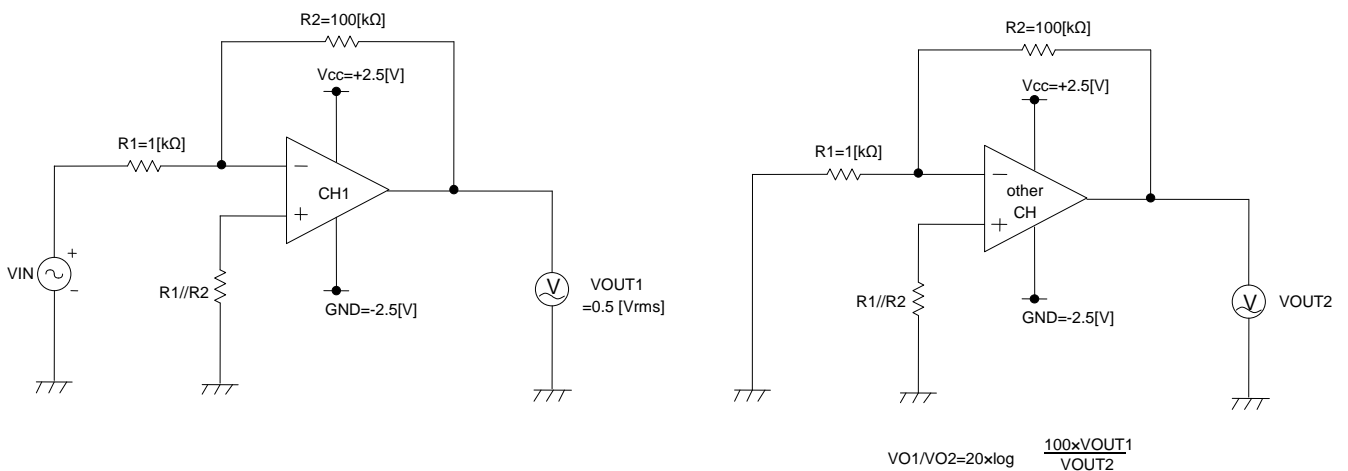 R2=100[kΩ]
Vcc=+2.5[V]
R1=1[kΩ]
−
CH1
+
VIN
+
−
R1//R2
GND=-2.5[V]
V
VOUT1
=0.5 [Vrms]
R2=100[kΩ]
Vcc=+2.5[V]
R1=1[kΩ]
−
other
CH
+
R1//R2
GND=-2.5[V]
V
VOUT2
VO1/VO2=20×log
100×VOUT1
VOUT2